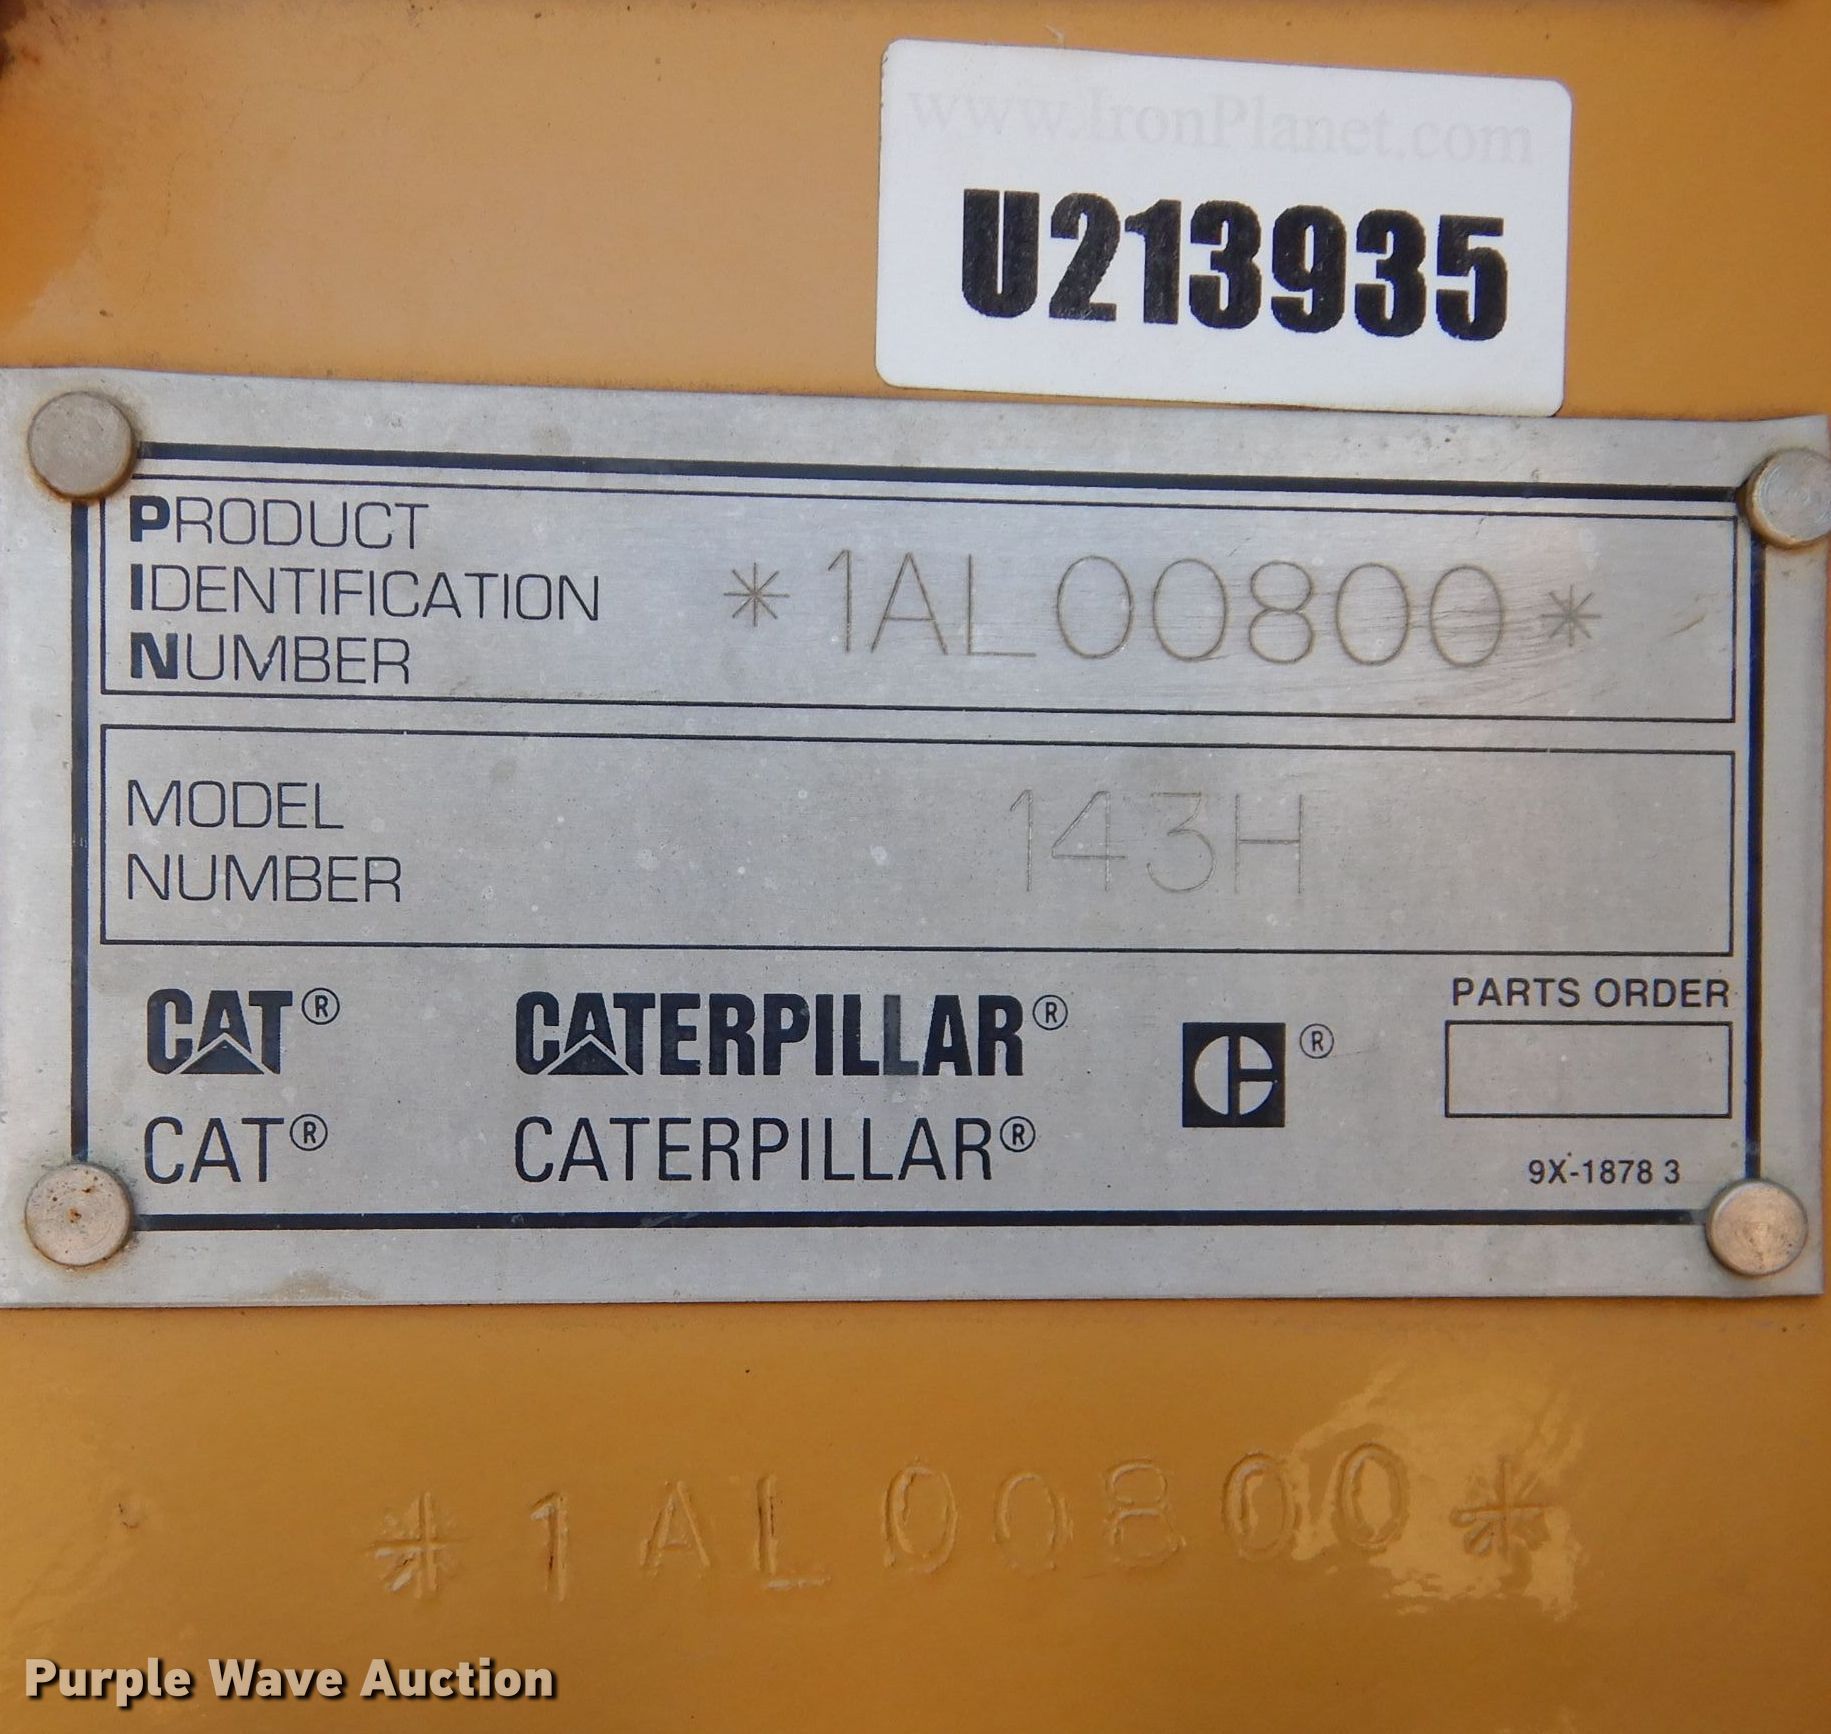 www.IronPlanet.com
U213935
PRODUCT
IDENTIFICATION
NUMBER
*1AL00800*
MODEL
NUMBER
143H
CAT® CATERPILLAR® ®
CAT® CATERPILLAR®
PARTS ORDER
9X-1878 3
*1AL00800*
Purple Wave Auction